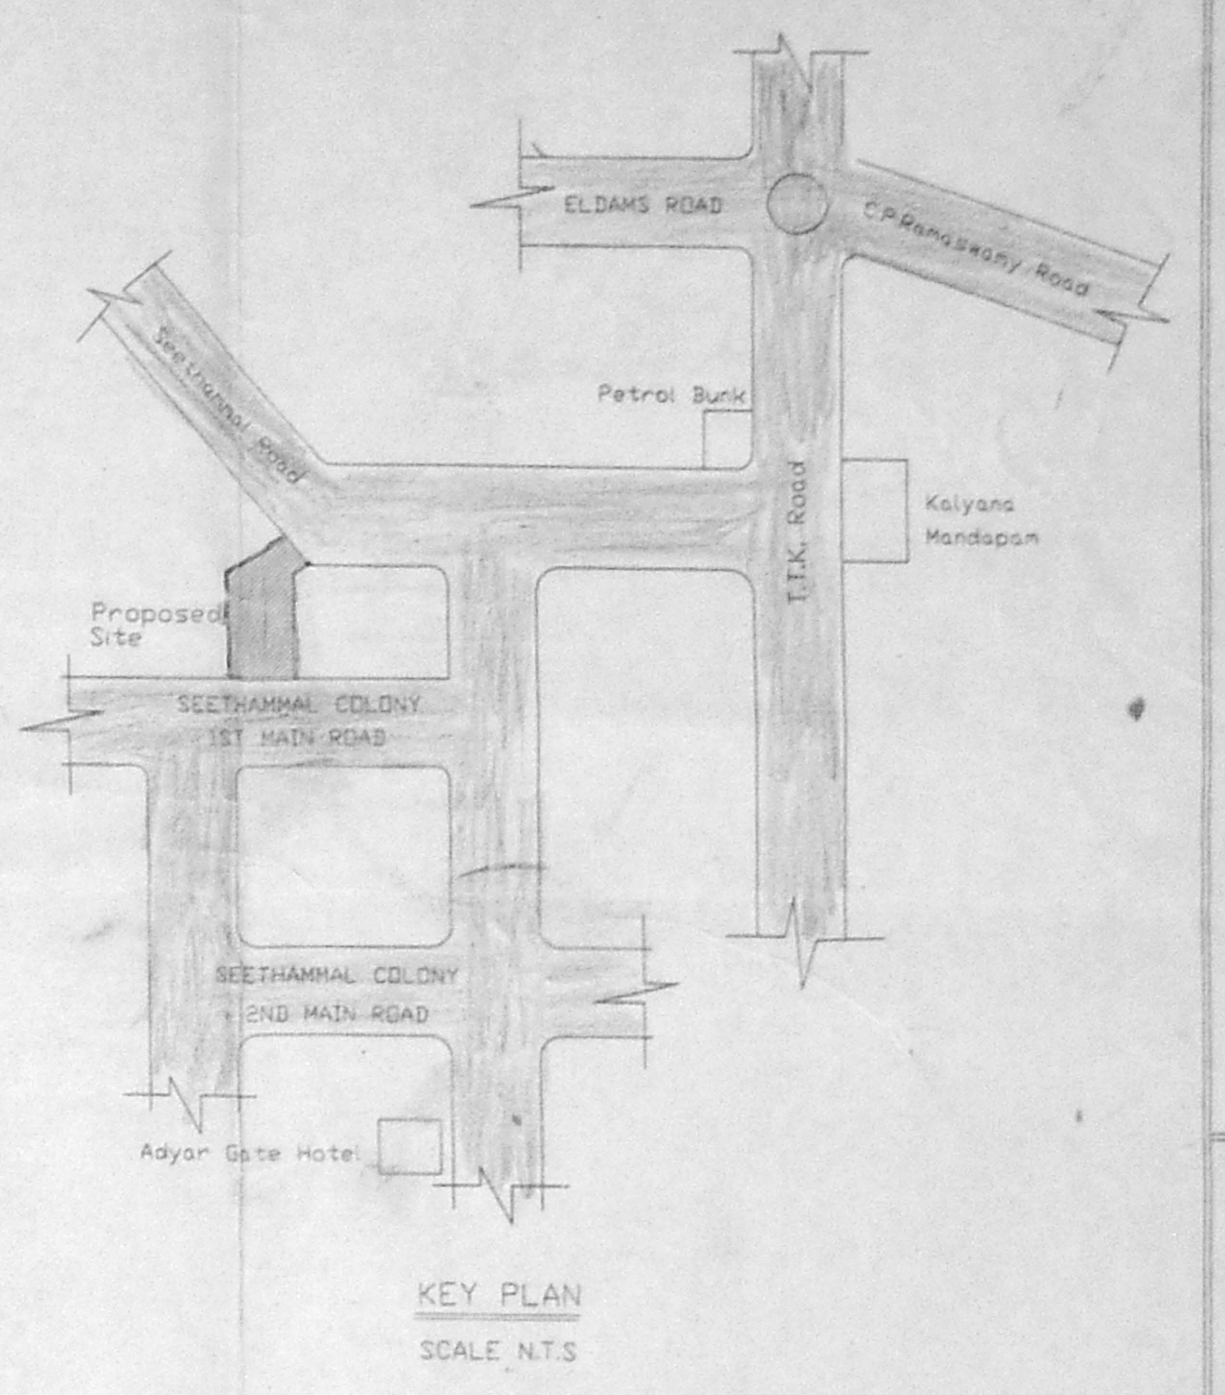 ELDAMS ROAD
C.P.Ramaswamy Road
Seethammal Road
Petrol Bunk
T.T.K. Road
Kalyana
Mandapam
Proposed
Site
SEETHAMMAL COLONY
1ST MAIN ROAD
SEETHAMMAL COLONY
2ND MAIN ROAD
Adyar Gate Hotel
KEY PLAN
SCALE N.T.S